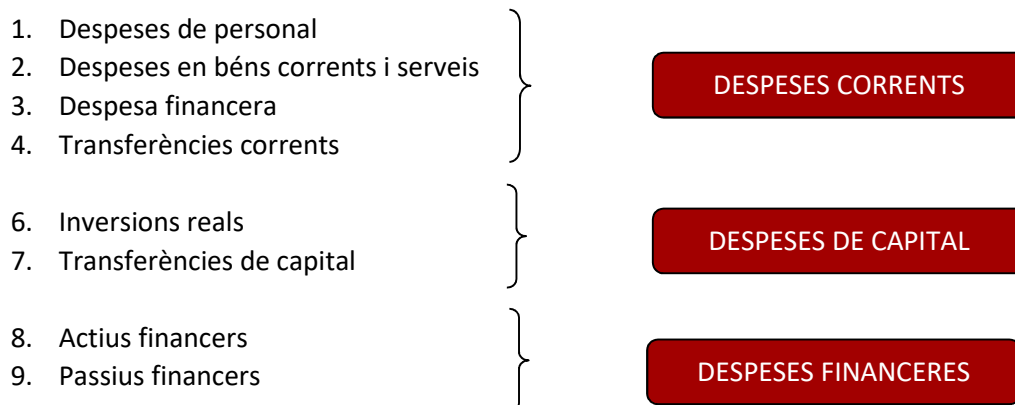 1. Despeses de personal
2. Despeses en béns corrents i serveis
3. Despesa financera
4. Transferències corrents
DESPESES CORRENTS
6. Inversions reals
7. Transferències de capital
DESPESES DE CAPITAL
8. Actius financers
9. Passius financers
DESPESES FINANCERES